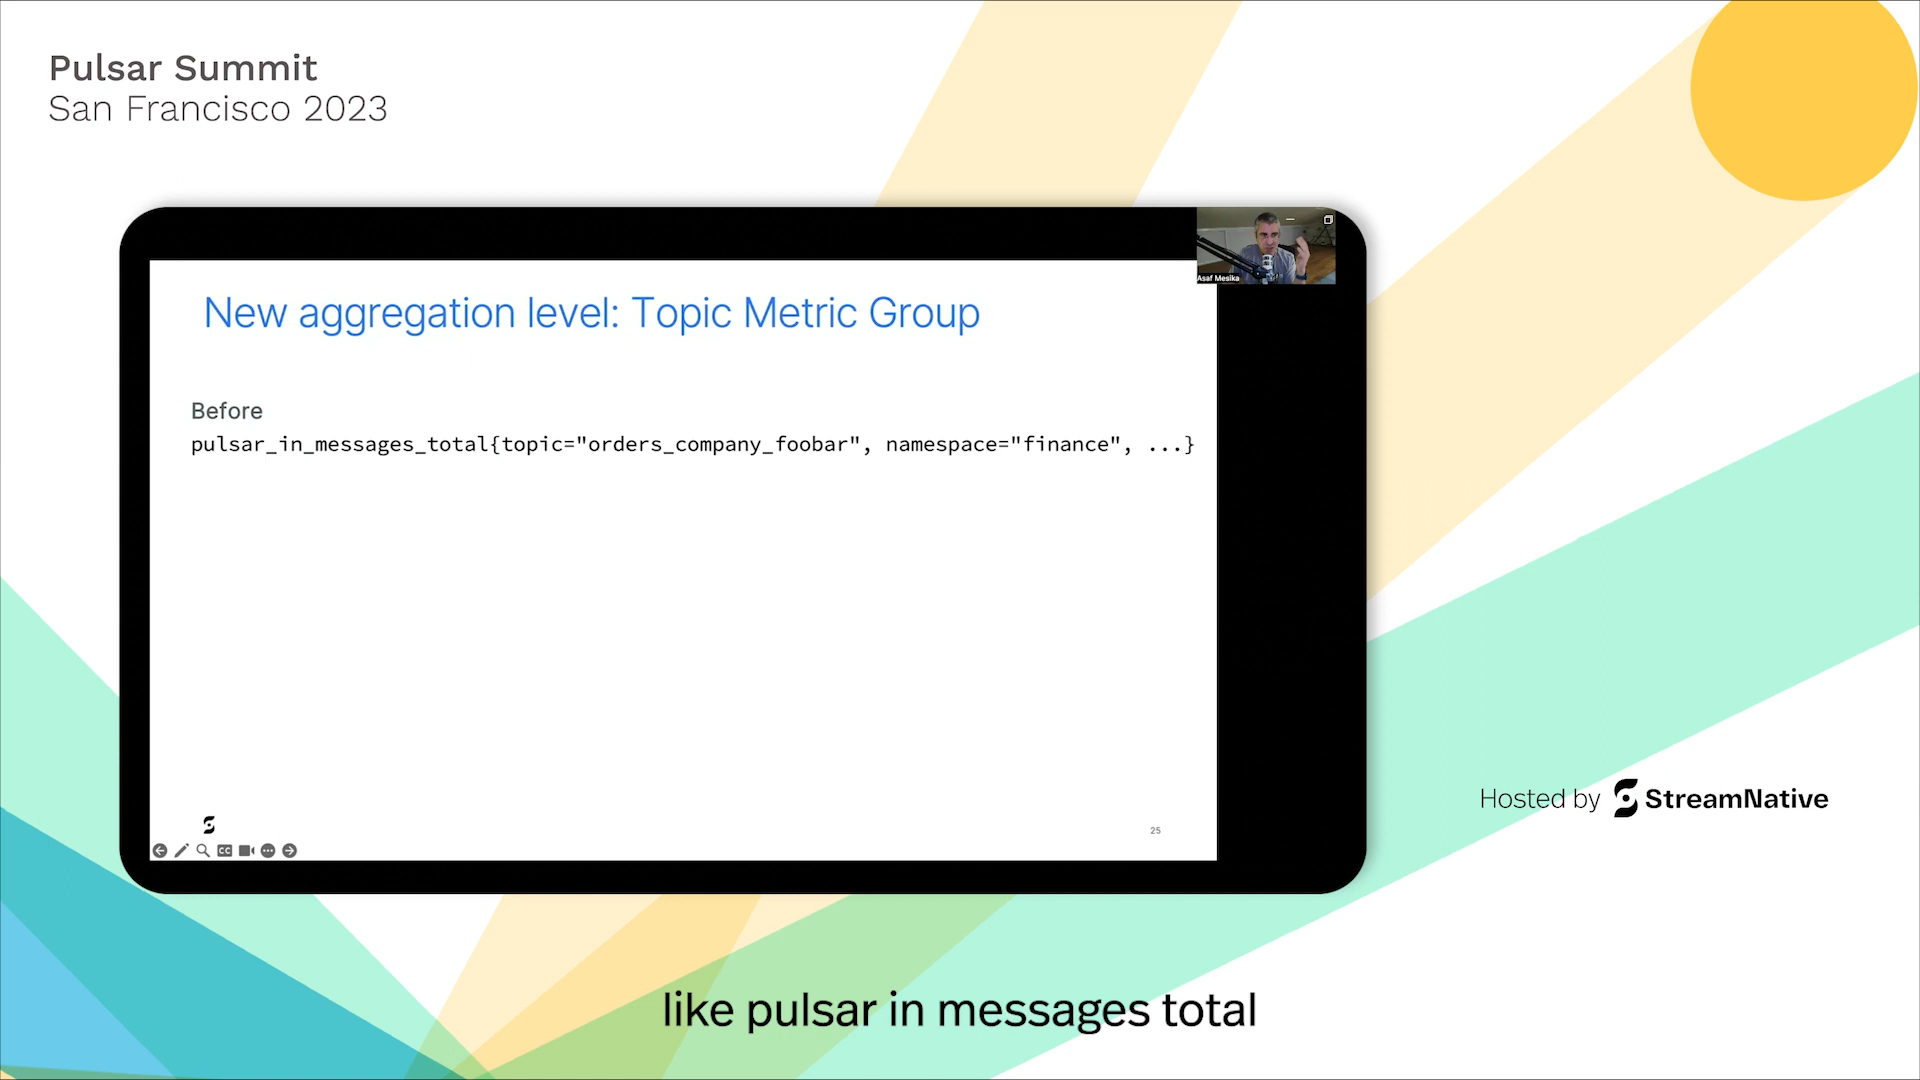 Pulsar Summit
San Francisco 2023
Asaf Mesika
New aggregation level: Topic Metric Group
Before
pulsar_in_messages_total{topic="orders_company_foobar", namespace="finance", ...}
25
CC
Hosted by StreamNative
like pulsar in messages total